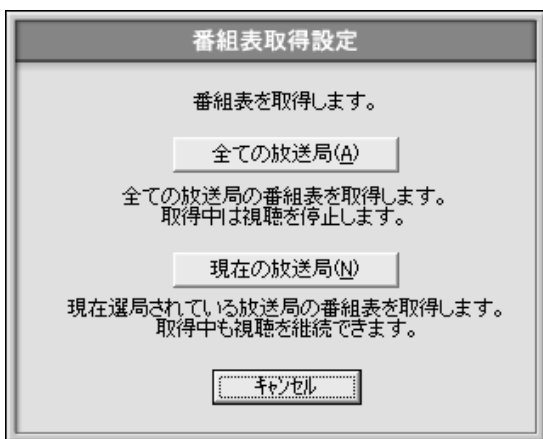 番組表取得設定
番組表を取得します。
全ての放送局(A)
全ての放送局の番組表を取得します。
取得中は視聴を停止します。
現在の放送局(N)
現在選局されている放送局の番組表を取得します。
取得中も視聴を継続できます。
ｷｬﾝｾﾙ